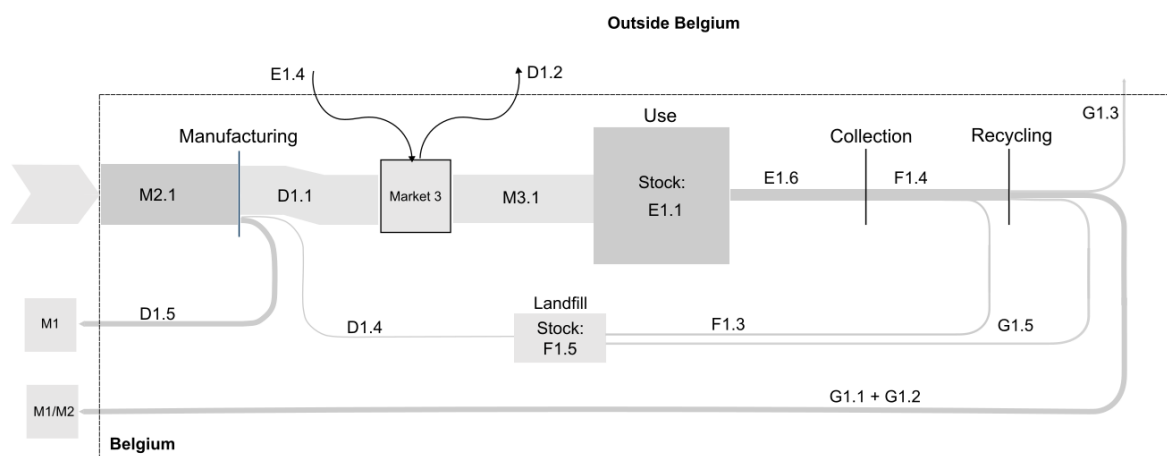 Outside Belgium
E1.4
D1.2
G1.3
Manufacturing
Use
Collection
Recycling
M2.1
D1.1
Market 3
M3.1
Stock:
E1.1
E1.6
F1.4
M1
D1.5
D1.4
Landfill
Stock:
F1.5
F1.3
G1.5
M1/M2
G1.1 + G1.2
Belgium